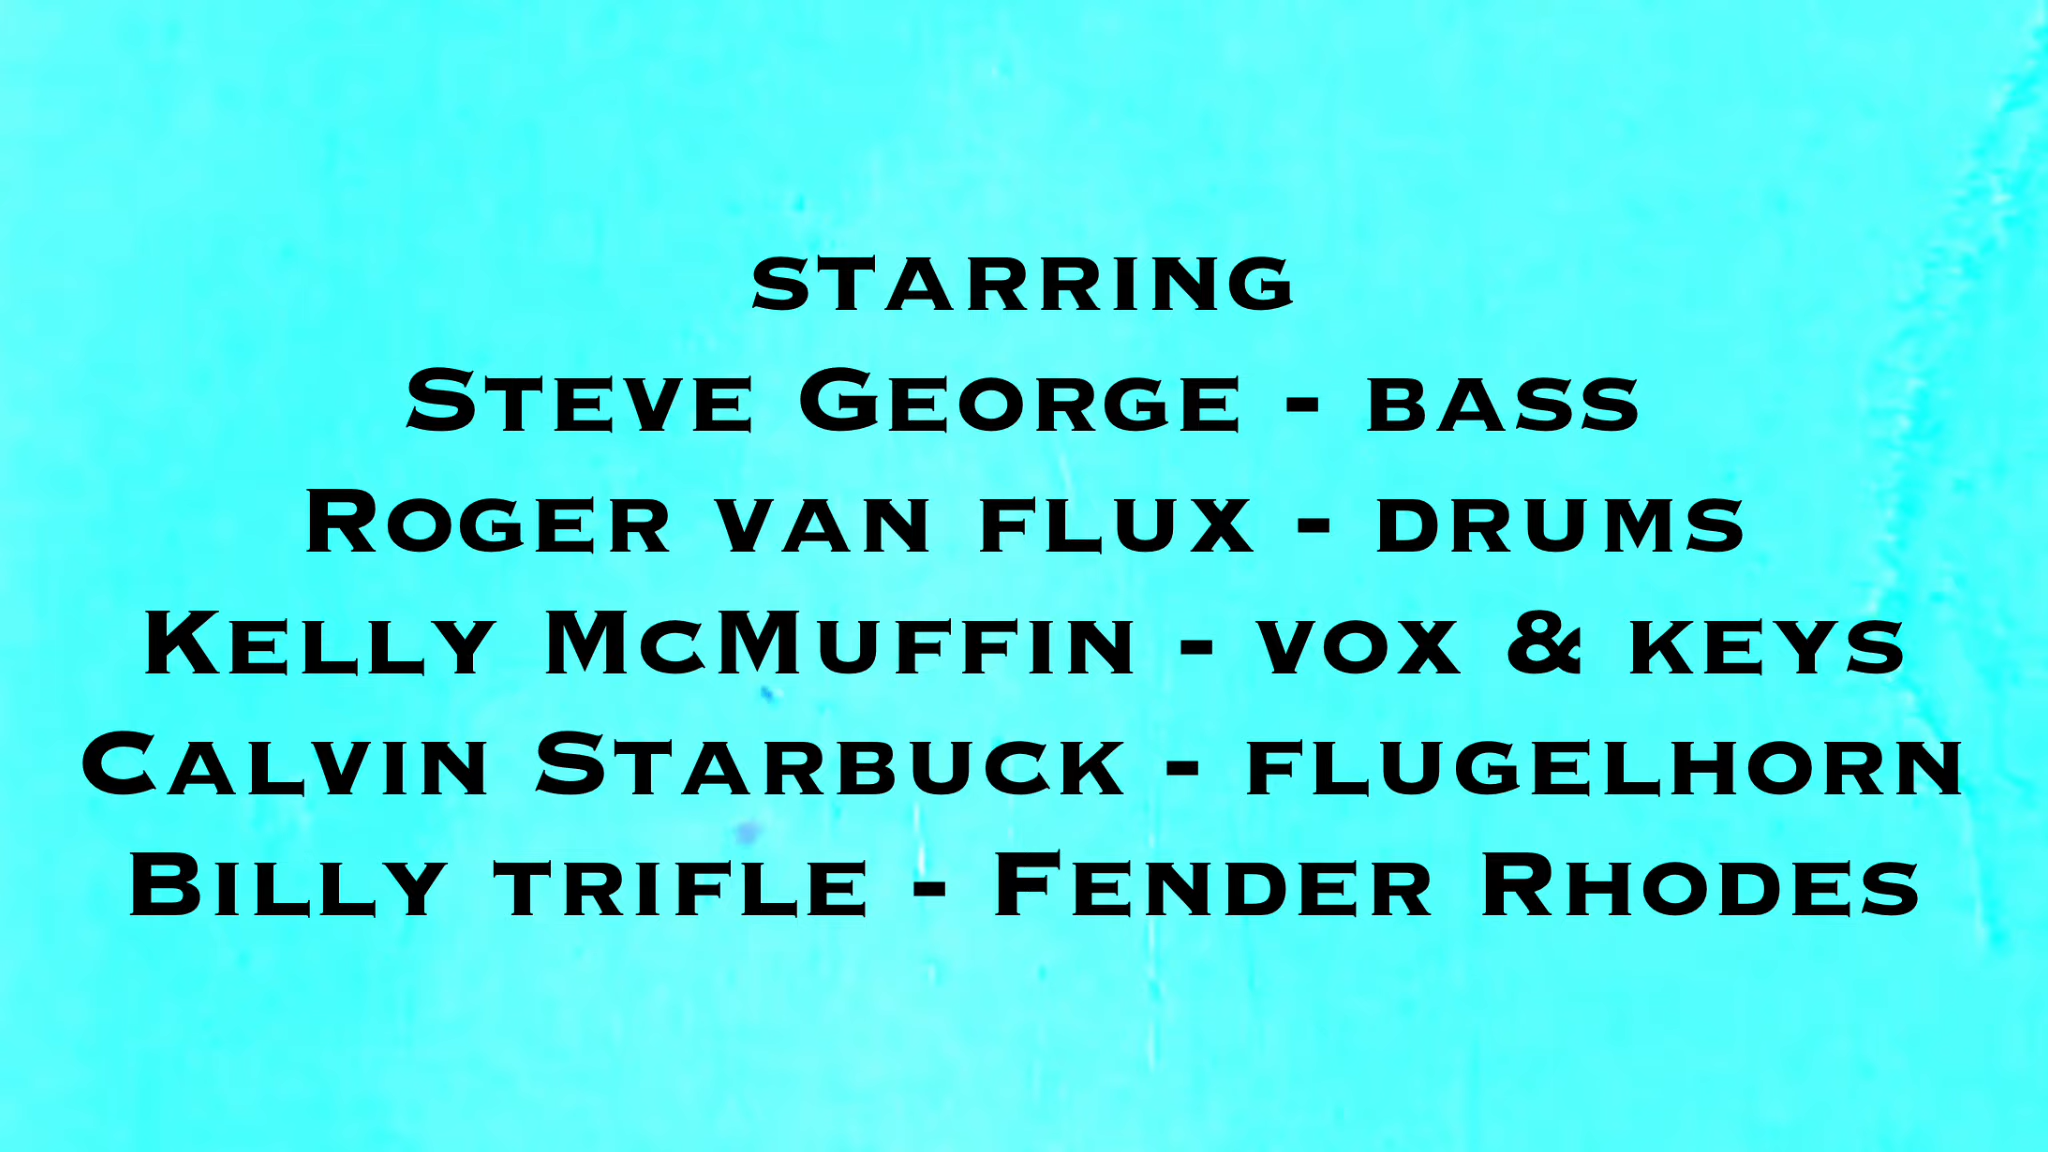 starring
Steve George - bass
Roger van flux - drums
Kelly McMuffin - vox & keys
Calvin Starbuck - flugelhorn
Billy trifle - Fender Rhodes